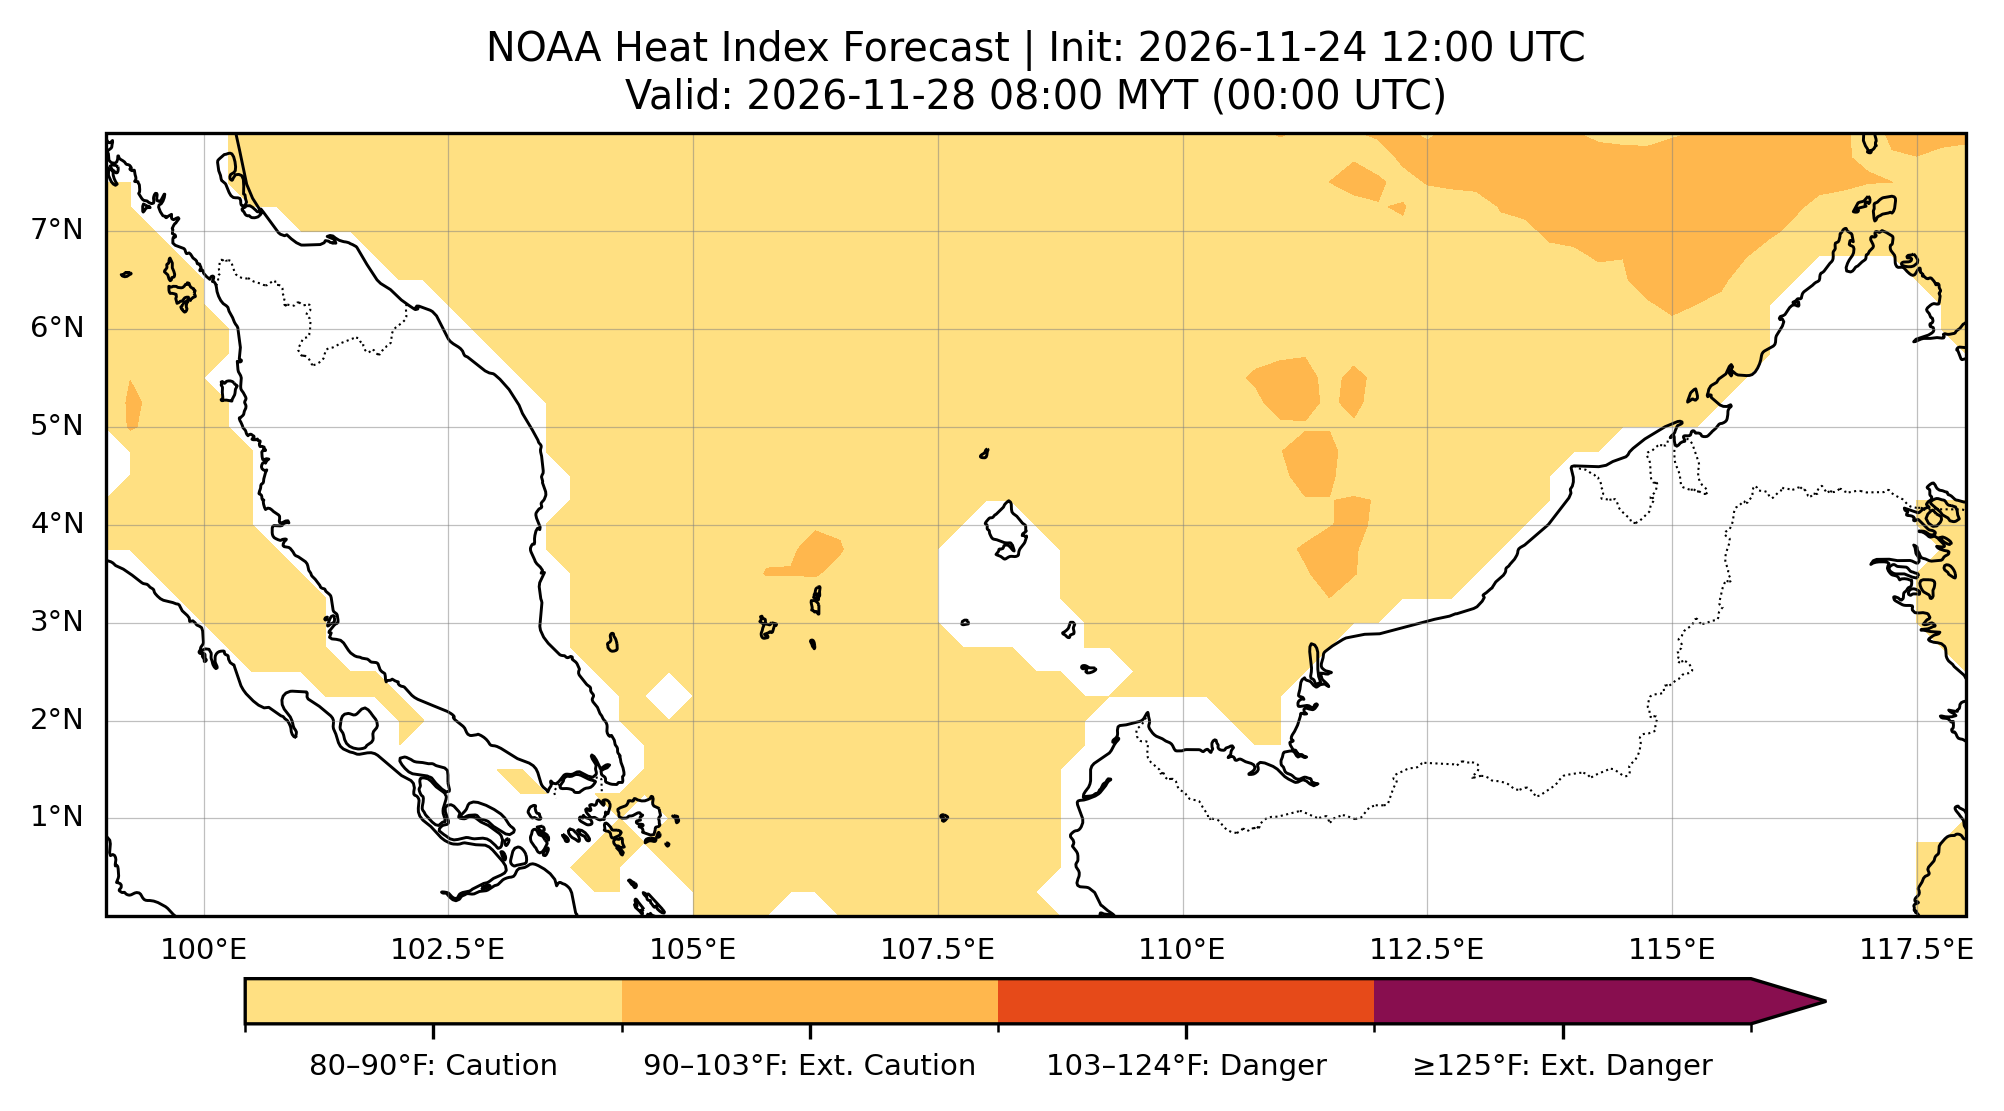 NOAA Heat Index Forecast | Init: 2026-11-24 12:00 UTC
Valid: 2026-11-28 08:00 MYT (00:00 UTC)
7°N
6°N
5°N
4°N
3°N
2°N
1°N
100°E
102.5°E
105°E
107.5°E
110°E
112.5°E
115°E
117.5°E
80–90°F: Caution
90–103°F: Ext. Caution
103–124°F: Danger
≥125°F: Ext. Danger